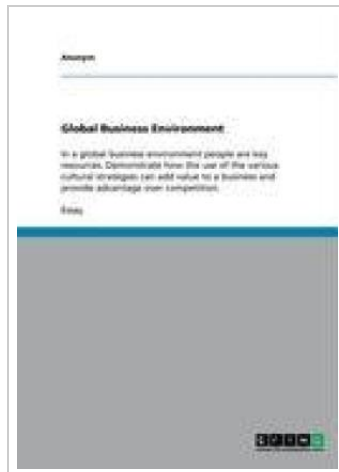 Anonym
Global Business Environment
In a global business environment people are key
resources. Demonstrate how the use of the various
cultural strategies can add value to a business and
provide advantage over competition
Essay
GRIN